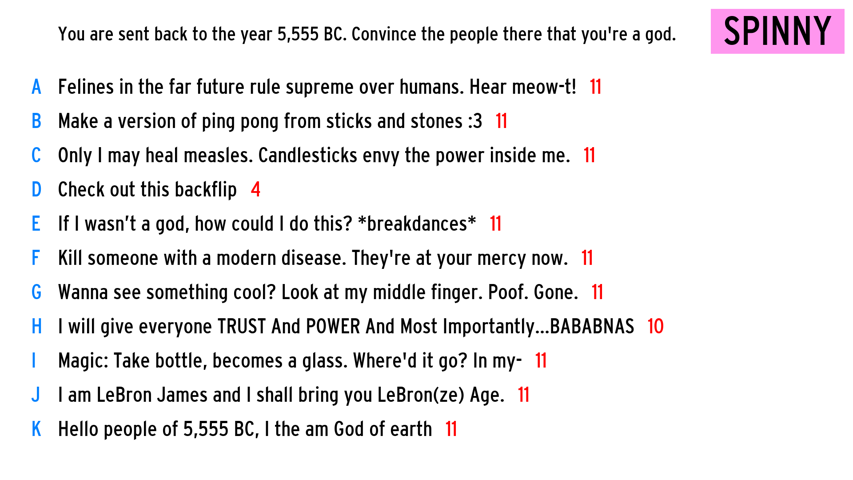 You are sent back to the year 5,555 BC. Convince the people there that you're a god.
SPINNY
A Felines in the far future rule supreme over humans. Hear meow-t! 11
B Make a version of ping pong from sticks and stones :3 11
C Only I may heal measles. Candlesticks envy the power inside me. 11
D Check out this backflip 4
E If I wasn’t a god, how could I do this? *breakdances* 11
F Kill someone with a modern disease. They're at your mercy now. 11
G Wanna see something cool? Look at my middle finger. Poof. Gone. 11
H I will give everyone TRUST And POWER And Most Importantly...BABABNAS 10
I Magic: Take bottle, becomes a glass. Where'd it go? In my- 11
J I am LeBron James and I shall bring you LeBron(ze) Age. 11
K Hello people of 5,555 BC, I the am God of earth 11